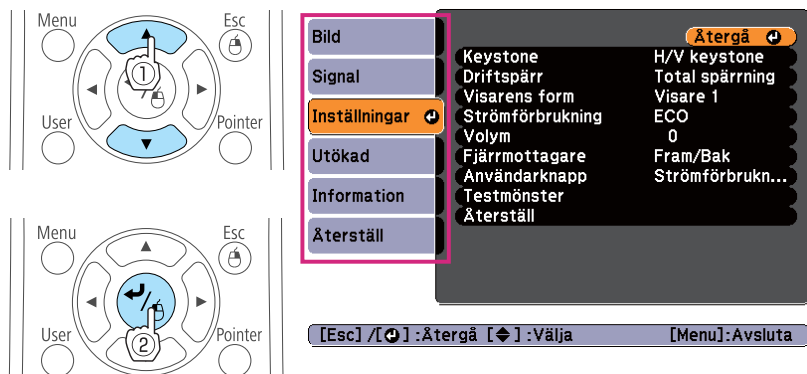 Menu
Esc
①
User
Pointer
Menu
Esc
User
②
Pointer
Bild
Signal
Inställningar
Utökad
Information
Återställ
Återgå
Keystone H/V keystone
Driftspärr Total spärrning
Visarens form Visare 1
Strömförbrukning ECO
Volym 0
Fjärrmottagare Fram/Bak
Användarknapp Strömförbrukn...
Testmönster
Återställ
[Esc] /[ ] :Återgå [ ] :Välja [Menu]:Avsluta